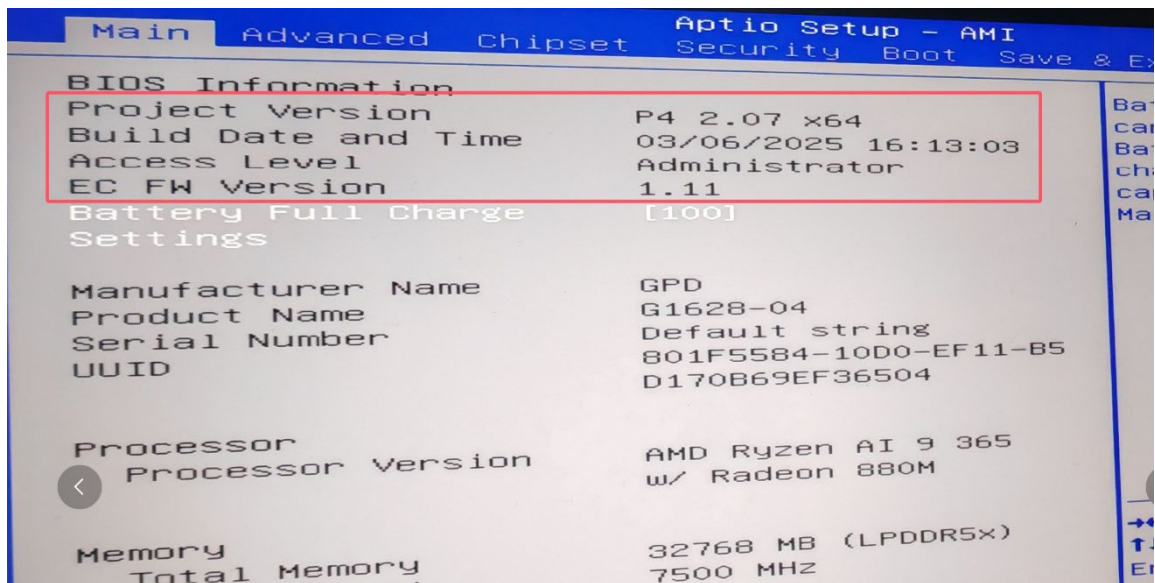 Aptio Setup - AMI
Main Advanced Chipset Security Boot Save &
BIOS Information
Project Version P4 2.07 x64
Build Date and Time 03/06/2025 16:13:03
Access Level Administrator
EC FW Version 1.11
Battery Full Charge [100]
Settings
Manufacturer Name GPD
Product Name G1628-04
Serial Number Default string
UUID 801F5584-10D0-EF11-B5
D170B69EF36504
Processor
Processor Version AMD Ryzen AI 9 365
w/ Radeon 880M
Memory
Total Memory 32768 MB (LPDDR5x)
7500 MHz